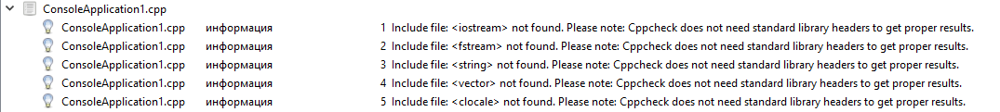 ConsoleApplication1.cpp
ConsoleApplication1.cpp информация 1 Include file: <iostream> not found. Please note: Cppcheck does not need standard library headers to get proper results.
ConsoleApplication1.cpp информация 2 Include file: <fstream> not found. Please note: Cppcheck does not need standard library headers to get proper results.
ConsoleApplication1.cpp информация 3 Include file: <string> not found. Please note: Cppcheck does not need standard library headers to get proper results.
ConsoleApplication1.cpp информация 4 Include file: <vector> not found. Please note: Cppcheck does not need standard library headers to get proper results.
ConsoleApplication1.cpp информация 5 Include file: <clocale> not found. Please note: Cppcheck does not need standard library headers to get proper results.